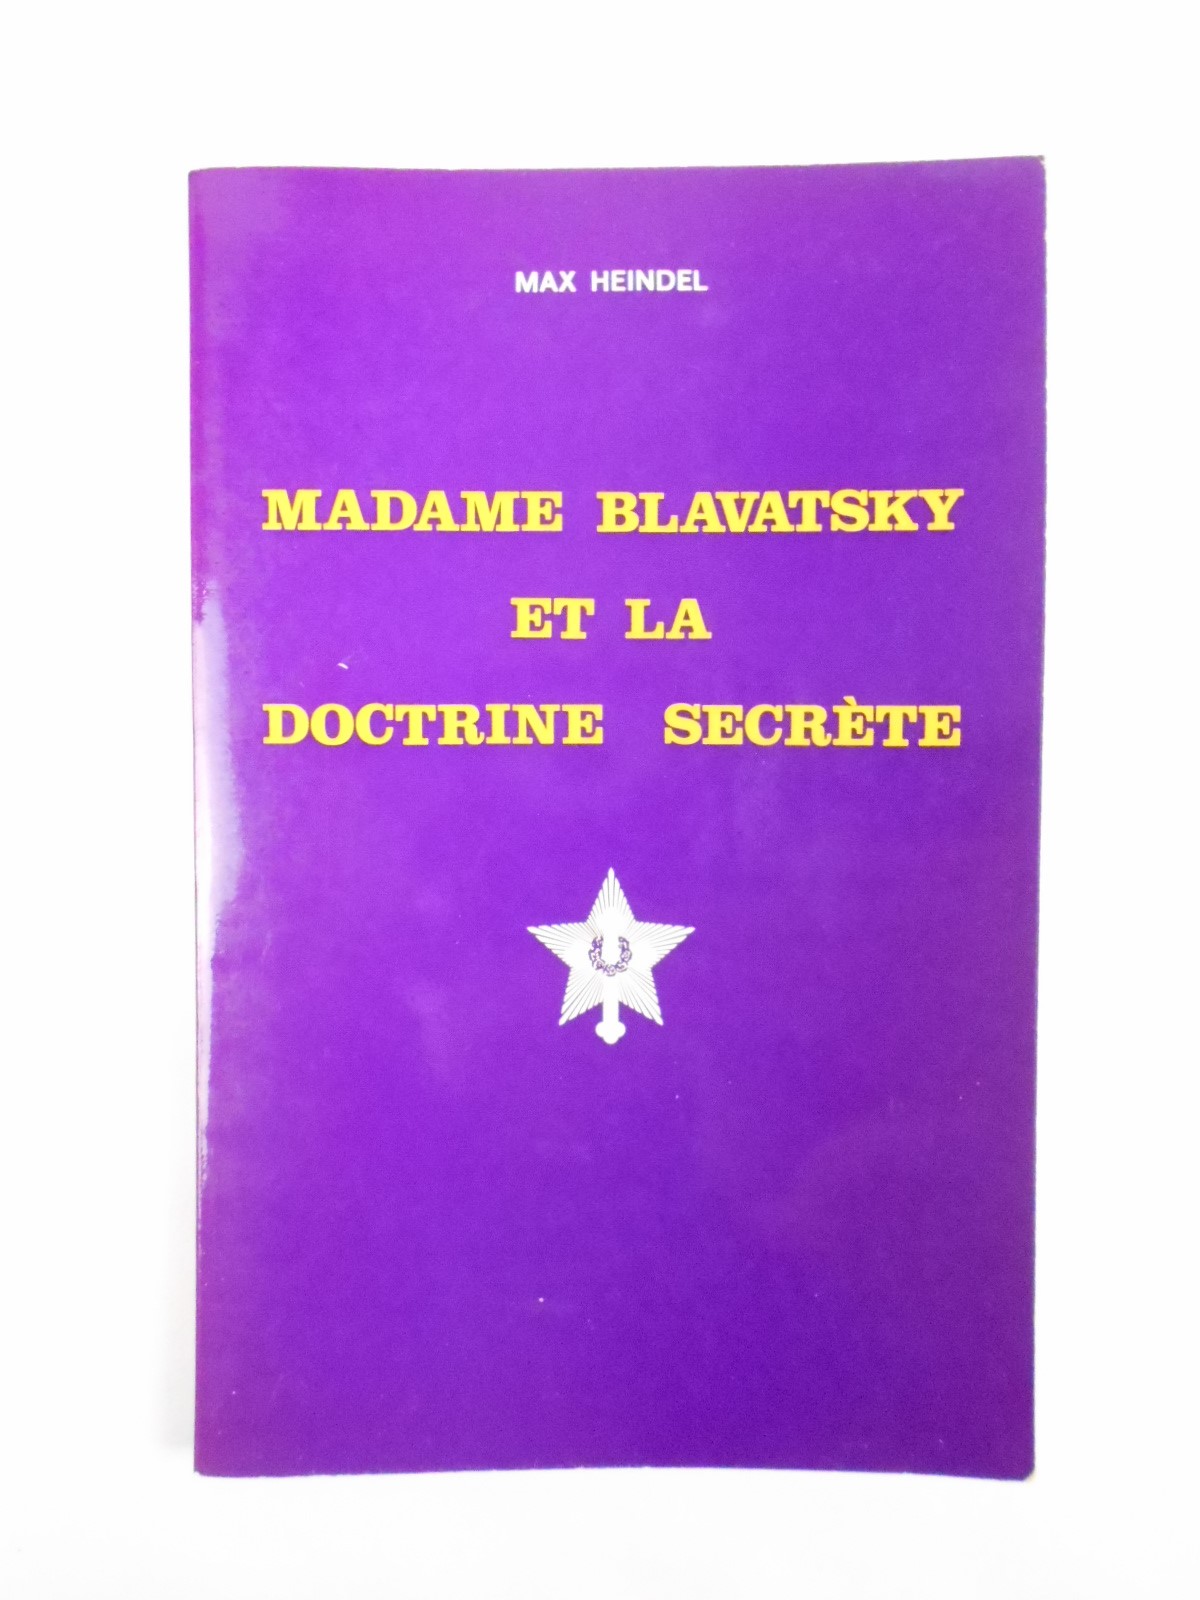 MAX HEINDEL
MADAME BLAVATSKY
ET LA
DOCTRINE SECRÈTE